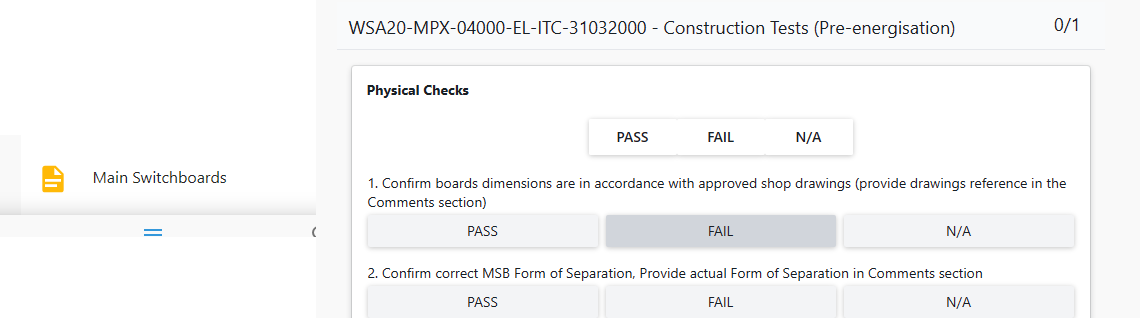 WSA20-MPX-04000-EL-ITC-31032000 - Construction Tests (Pre-energisation)
0/1
Physical Checks
PASS FAIL N/A
Main Switchboards
1. Confirm boards dimensions are in accordance with approved shop drawings (provide drawings reference in the
Comments section)
PASS FAIL N/A
2. Confirm correct MSB Form of Separation, Provide actual Form of Separation in Comments section
PASS FAIL N/A